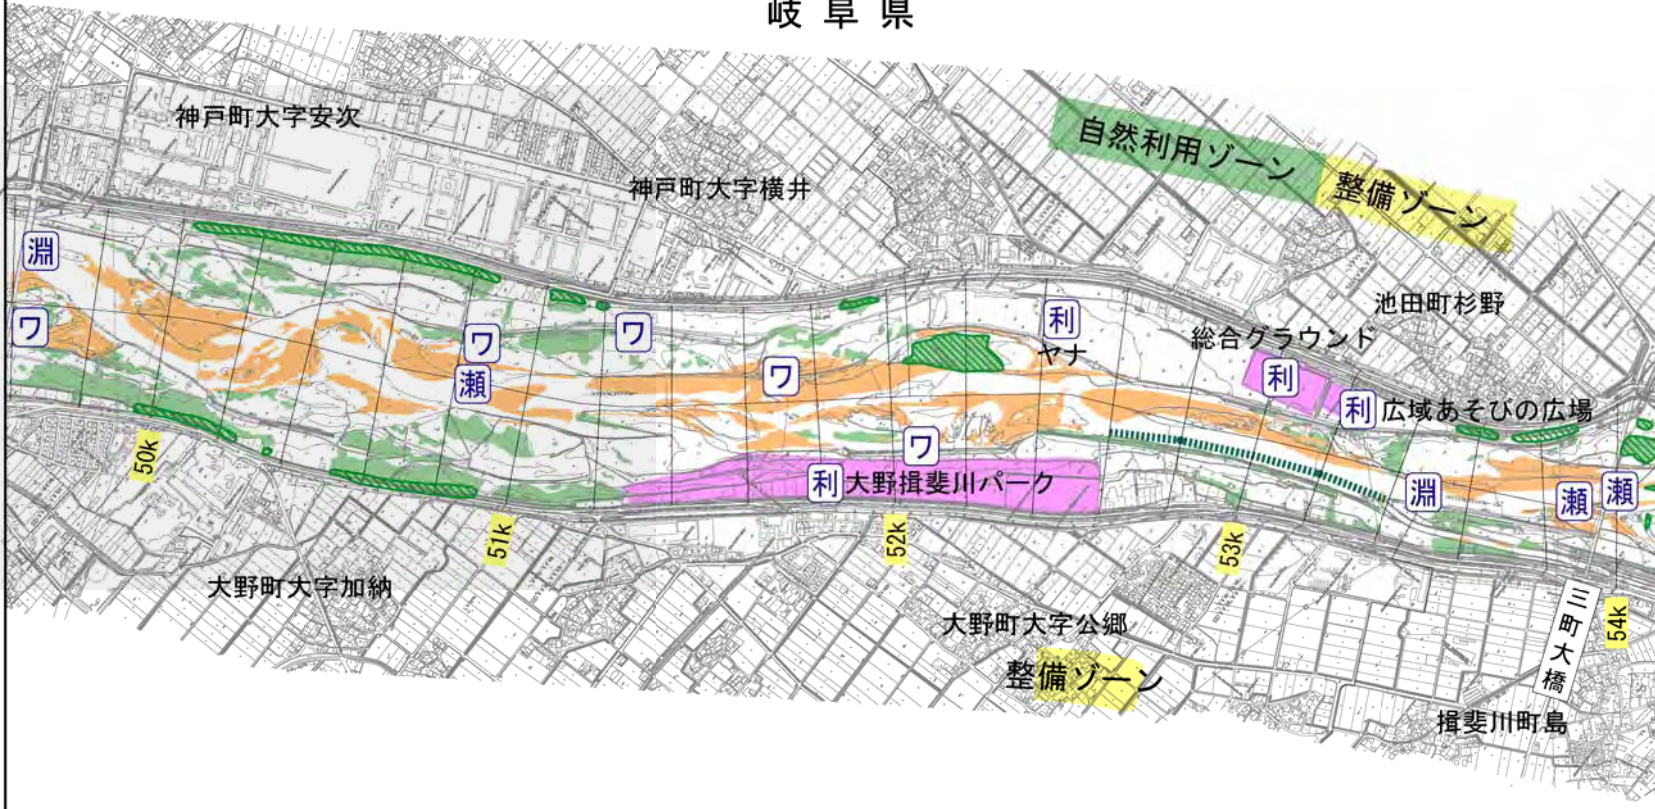 岐阜県
神戸町大字安次
神戸町大字横井
自然利用ゾーン
整備ゾーン
池田町杉野
淵
ワ
ワ
瀬
ワ
ワ
利
ヤナ
総合グラウンド
利
利 広域あそびの広場
ワ
利 大野揖斐川パーク
淵
瀬
瀬
50k
51k
52k
53k
54k
大野町大字加納
大野町大字公郷
整備ゾーン
三町大橋
揖斐川町島